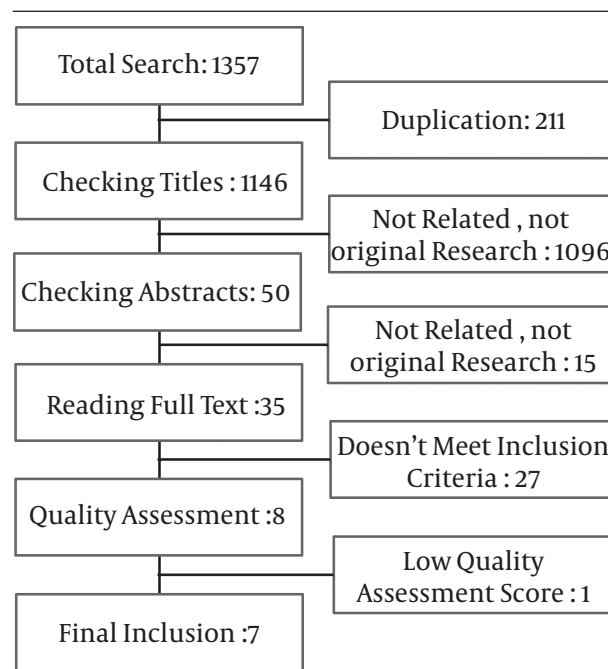 Total Search: 1357
Duplication: 211
Checking Titles : 1146
Not Related , not
original Research : 1096
Checking Abstracts: 50
Not Related , not
original Research : 15
Reading Full Text :35
Doesn't Meet Inclusion
Criteria : 27
Quality Assessment :8
Low Quality
Assessment Score : 1
Final Inclusion :7